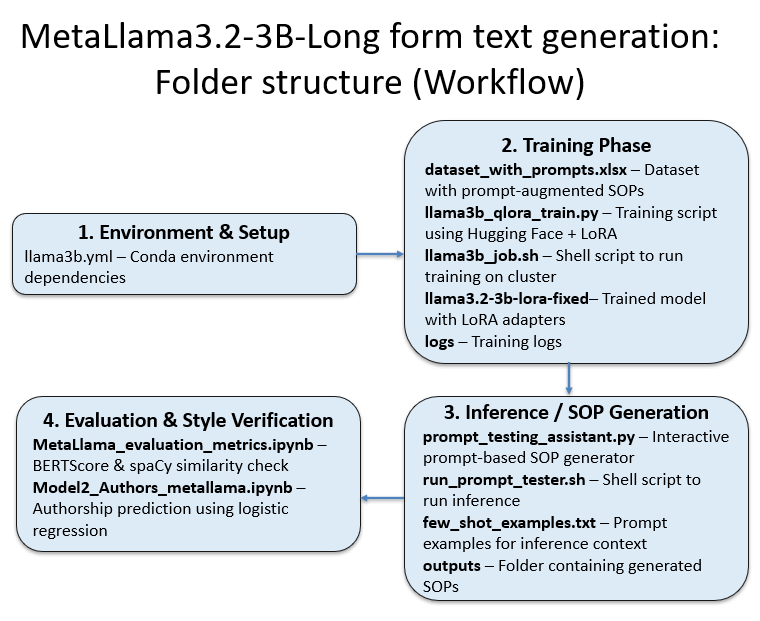 MetaLlama3.2-3B-Long form text generation:
Folder structure (Workflow)
1. Environment & Setup
llama3b.yml – Conda environment
dependencies
2. Training Phase
dataset_with_prompts.xlsx – Dataset
with prompt-augmented SOPs
llama3b_qlora_train.py – Training script
using Hugging Face + LoRA
llama3b_job.sh – Shell script to run
training on cluster
llama3.2-3b-lora-fixed– Trained model
with LoRA adapters
logs – Training logs
3. Inference / SOP Generation
prompt_testing_assistant.py – Interactive
prompt-based SOP generator
run_prompt_tester.sh – Shell script to
run inference
few_shot_examples.txt – Prompt
examples for inference context
outputs – Folder containing generated
SOPs
4. Evaluation & Style Verification
MetaLlama_evaluation_metrics.ipynb –
BERTScore & spaCy similarity check
Model2_Authors_metallama.ipynb –
Authorship prediction using logistic
regression